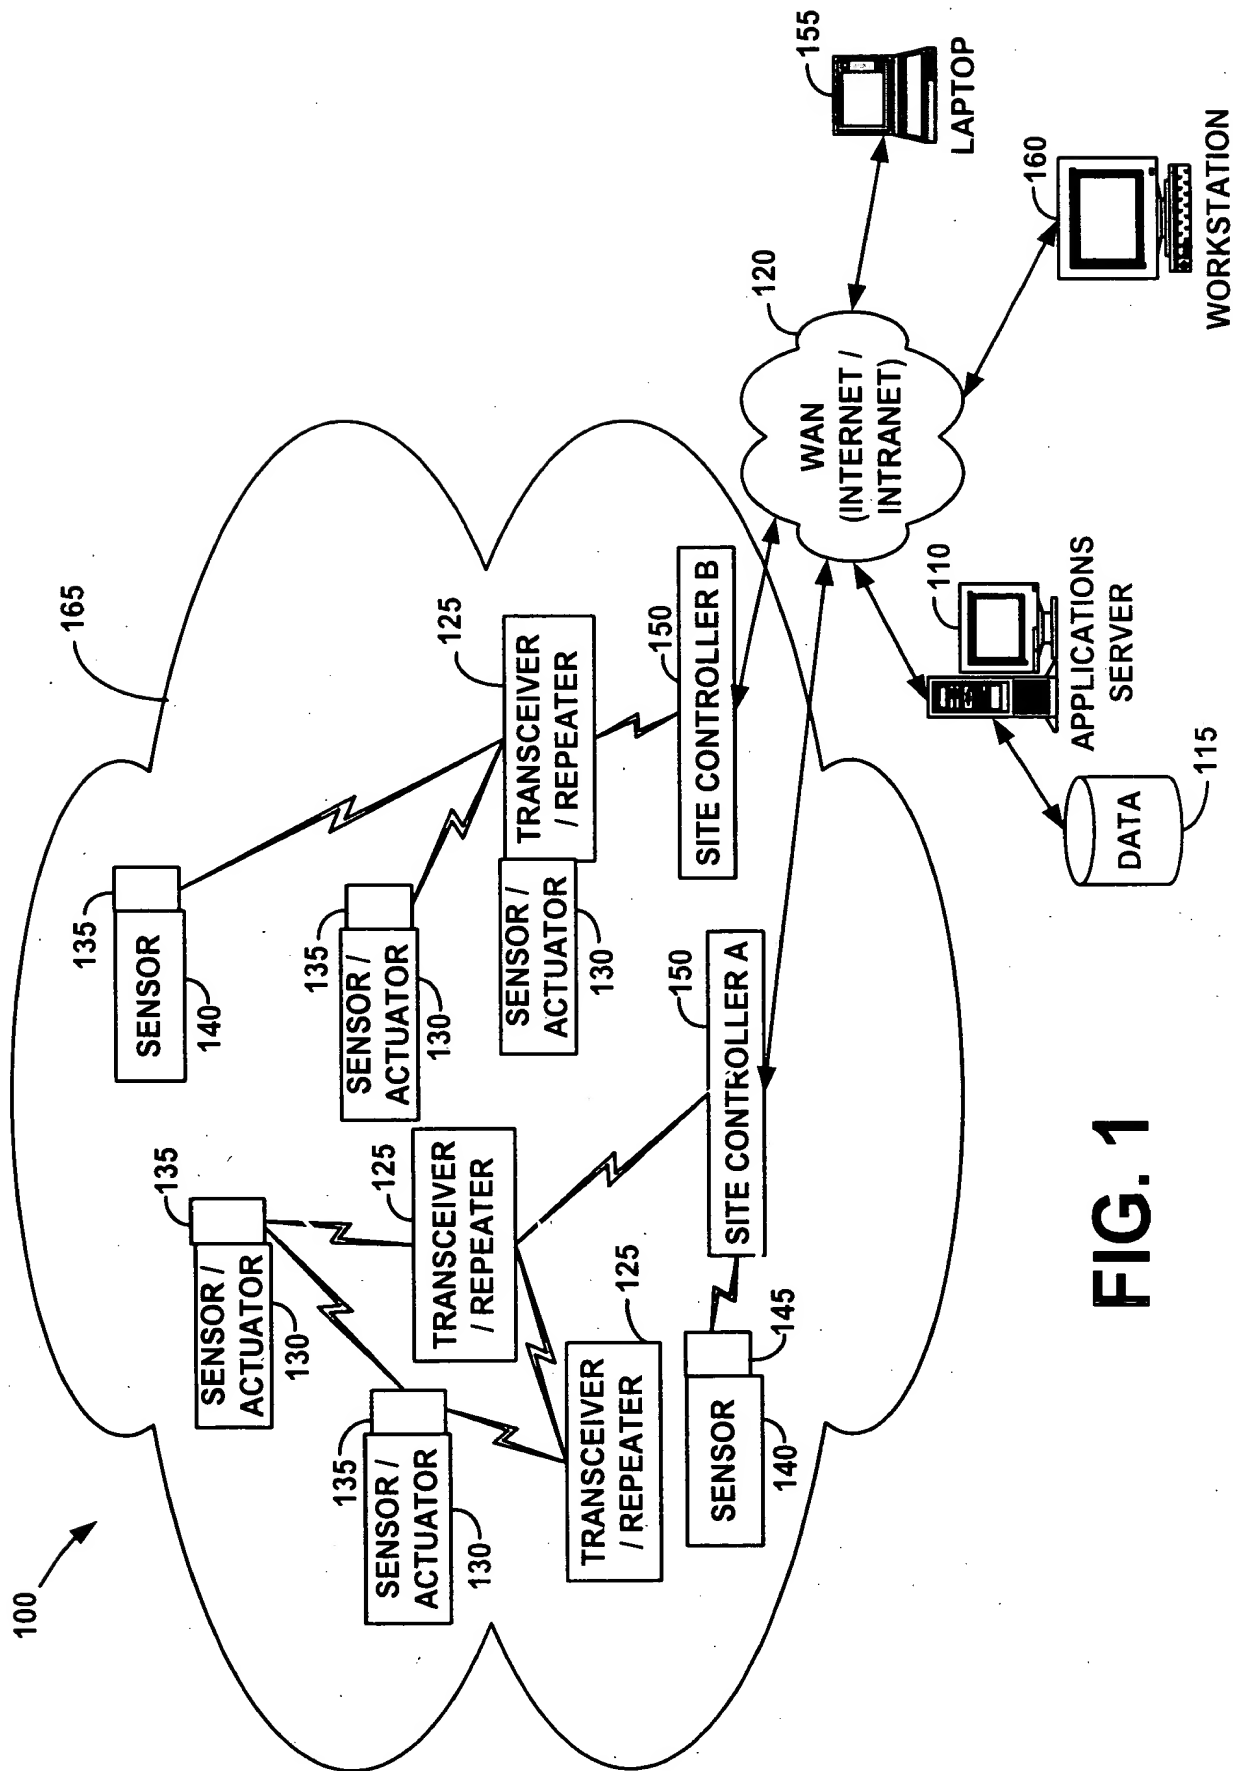 100
165
135
SENSOR
140
135
SENSOR /
ACTUATOR
130
135
SENSOR /
ACTUATOR
130
135
SENSOR /
ACTUATOR
130
125
TRANSCEIVER
/ REPEATER
125
TRANSCEIVER
/ REPEATER
SENSOR /
ACTUATOR
130
125
TRANSCEIVER
/ REPEATER
SENSOR
140
145
150
SITE CONTROLLER A
150
SITE CONTROLLER B
120
WAN
(INTERNET /
INTRANET)
155
LAPTOP
160
WORKSTATION
110
APPLICATIONS
SERVER
DATA
115
FIG. 1